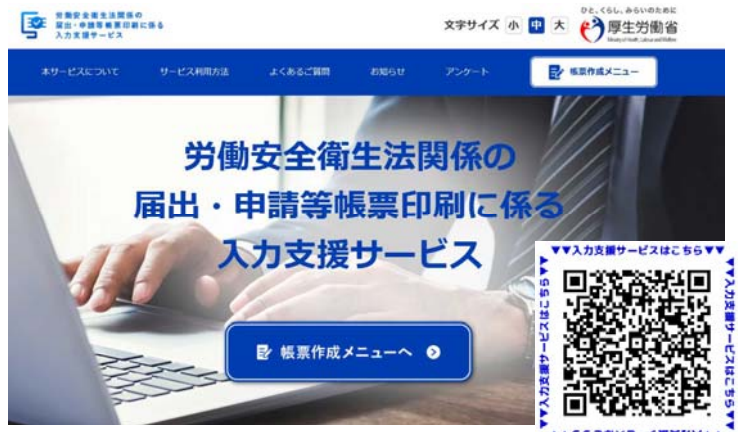 労働安全衛生法関係の
届出・申請等帳票印刷に係る
入力支援サービス
文字サイズ 小 中 大
ひと、くらし、みらいのために
厚生労働省
Ministry of Health, Labour and Welfare
本サービスについて サービス利用方法 よくあるご質問 お知らせ アンケート 帳票作成メニュー
労働安全衛生法関係の
届出・申請等帳票印刷に係る
入力支援サービス
▼▼入力支援サービスはこちら▼▼
▼▼入力支援サービスはこちら▼▼
▼▼入力支援サービスはこちら▼▼
帳票作成メニューへ